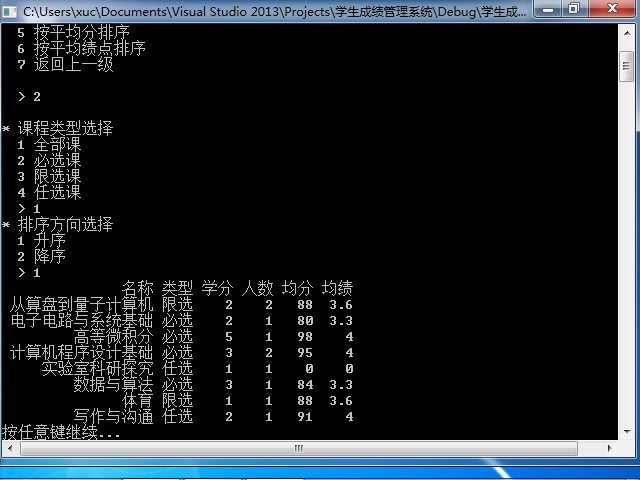 C:\Users\xuc\Documents\Visual Studio 2013\Projects\学生成绩管理系统\Debug\学生成...
5 按平均分排序
6 按平均绩点排序
7 返回上一级
> 2
* 课程类型选择
1 全部课
2 必选课
3 限选课
4 任选课
> 1
* 排序方向选择
1 升序
2 降序
> 1
名称 类型 学分 人数 均分 均绩
从算盘到量子计算机 限选 2 2 88 3.6
电子电路与系统基础 必选 2 1 80 3.3
高等微积分 必选 5 1 98 4
计算机程序设计基础 必选 3 2 95 4
实验室科研探究 任选 1 1 0 0
数据与算法 必选 3 1 84 3.3
体育 限选 1 1 88 3.6
写作与沟通 任选 2 1 91 4
按任意键继续...